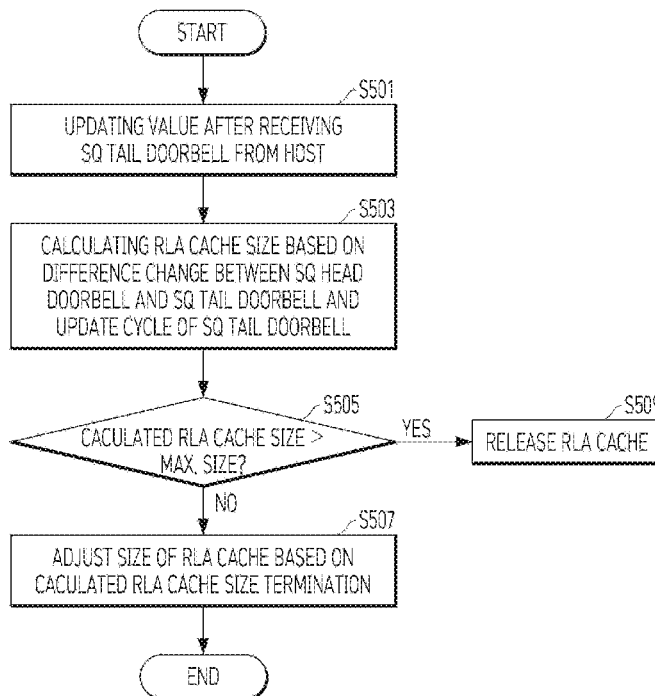 START
S501
UPDATING VALUE AFTER RECEIVING
SQ TAIL DOORBELL FROM HOST
S503
CALCULATING RLA CACHE SIZE BASED ON
DIFFERENCE CHANGE BETWEEN SQ HEAD
DOORBELL AND SQ TAIL DOORBELL AND
UPDATE CYCLE OF SQ TAIL DOORBELL
S505
CACULATED RLA CACHE SIZE >
MAX. SIZE?
YES
S509
RELEASE RLA CACHE
NO
S507
ADJUST SIZE OF RLA CACHE BASED ON
CACULATED RLA CACHE SIZE TERMINATION
END